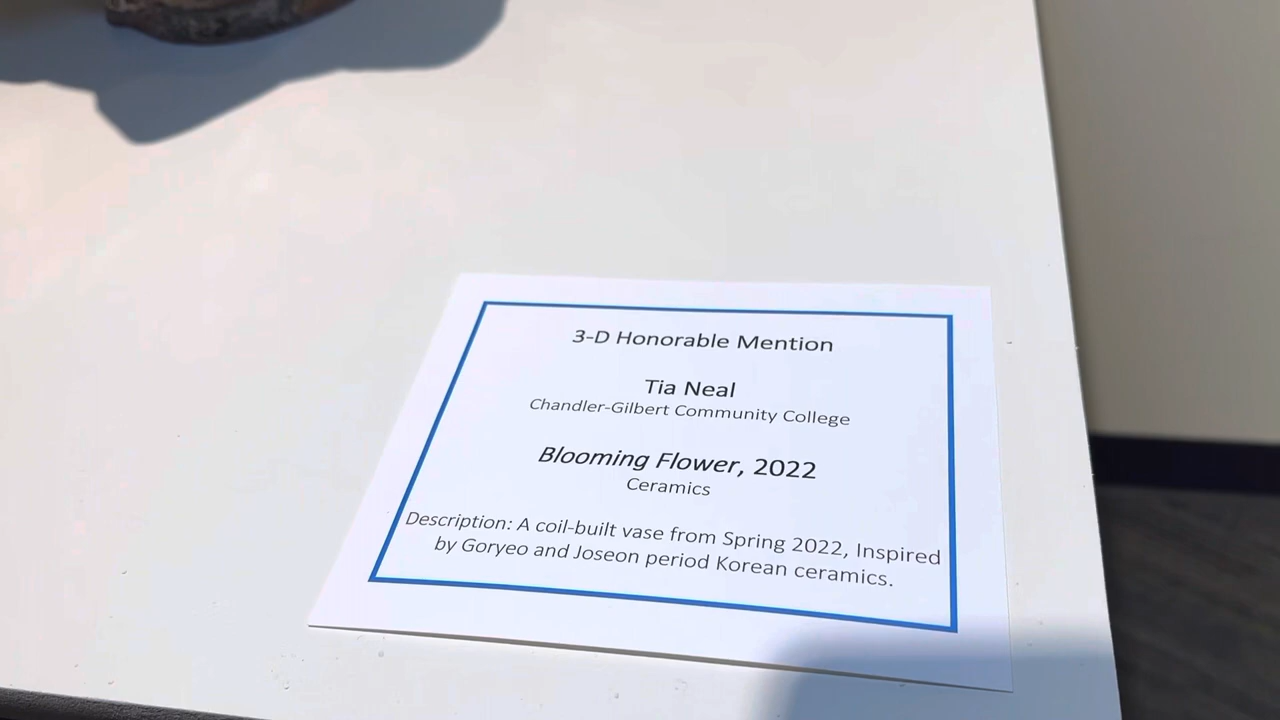 3-D Honorable Mention
Tia Neal
Chandler-Gilbert Community College
Blooming Flower, 2022
Ceramics
Description: A coil-built vase from Spring 2022, Inspired
by Goryeo and Joseon period Korean ceramics.